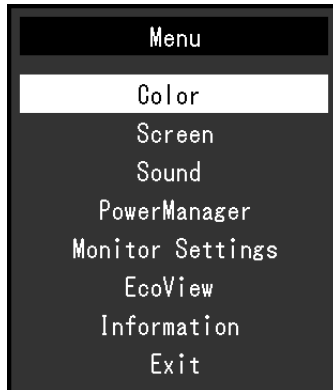 Menu
Color
Screen
Sound
PowerManager
Monitor Settings
EcoView
Information
Exit